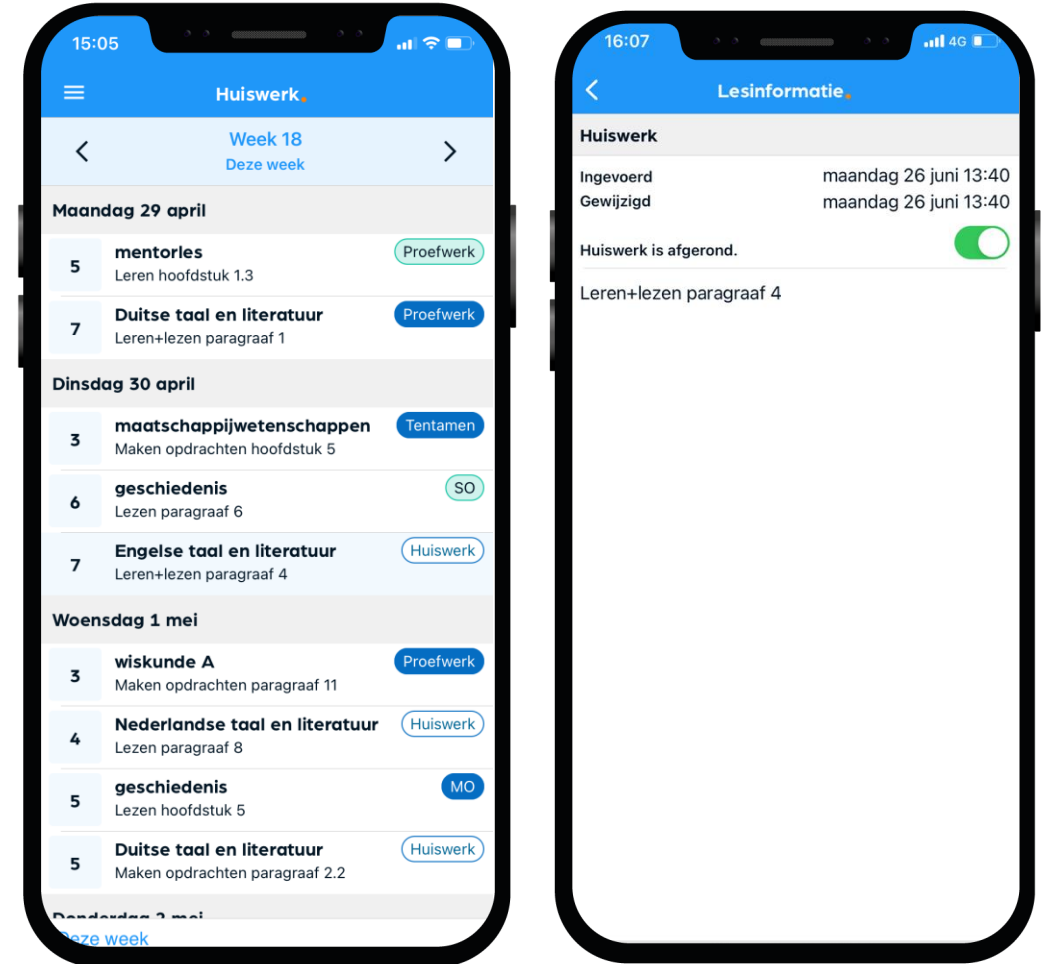 15:05
Huiswerk.
Week 18
Deze week
Maandag 29 april
5 mentorles Proefwerk
Leren hoofdstuk 1.3
7 Duitse taal en literatuur Proefwerk
Leren+lezen paragraaf 1
Dinsdag 30 april
3 maatschappijwetenschappen Tentamen
Maken opdrachten hoofdstuk 5
6 geschiedenis SO
Lezen paragraaf 6
7 Engelse taal en literatuur Huiswerk
Leren+lezen paragraaf 4
Woensdag 1 mei
3 wiskunde A Proefwerk
Maken opdrachten paragraaf 11
4 Nederlandse taal en literatuur Huiswerk
Lezen paragraaf 8
5 geschiedenis MO
Lezen hoofdstuk 5
5 Duitse taal en literatuur Huiswerk
Maken opdrachten paragraaf 2.2
Donderdag 2 mei
Deze week
16:07 4G
Lesinformatie.
Huiswerk
Ingevoerd maandag 26 juni 13:40
Gewijzigd maandag 26 juni 13:40
Huiswerk is afgerond.
Leren+lezen paragraaf 4